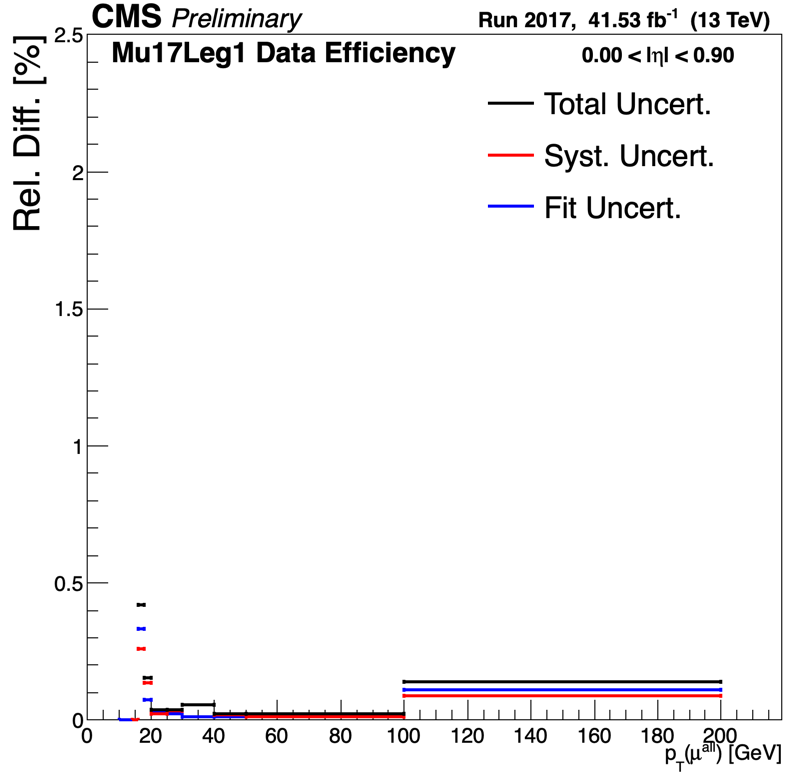 CMS Preliminary
Run 2017, 41.53 fb⁻¹ (13 TeV)
Mu17Leg1 Data Efficiency
0.00 < |η| < 0.90
Total Uncert.
Syst. Uncert.
Fit Uncert.
Rel. Diff. [%]
2.5
2
1.5
1
0.5
0
0 20 40 60 80 100 120 140 160 180 200
p_T(μ^all) [GeV]